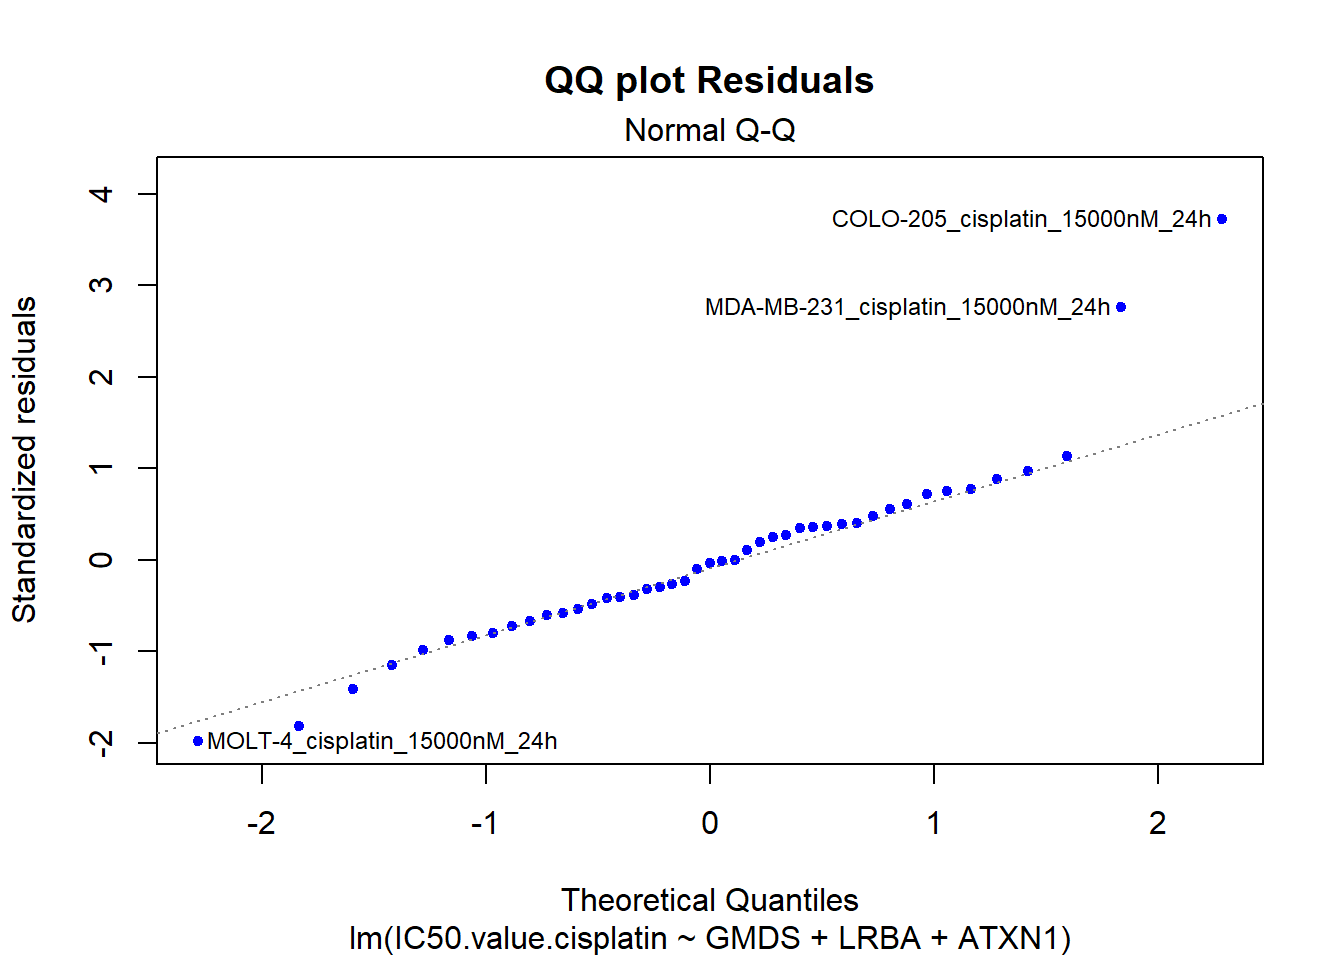 QQ plot Residuals
Normal Q-Q
4
3
2
1
0
-1
-2
Standardized residuals
COLO-205_cisplatin_15000nM_24h
MDA-MB-231_cisplatin_15000nM_24h
MOLT-4_cisplatin_15000nM_24h
-2 -1 0 1 2
Theoretical Quantiles
lm(IC50.value.cisplatin ~ GMDS + LRBA + ATXN1)